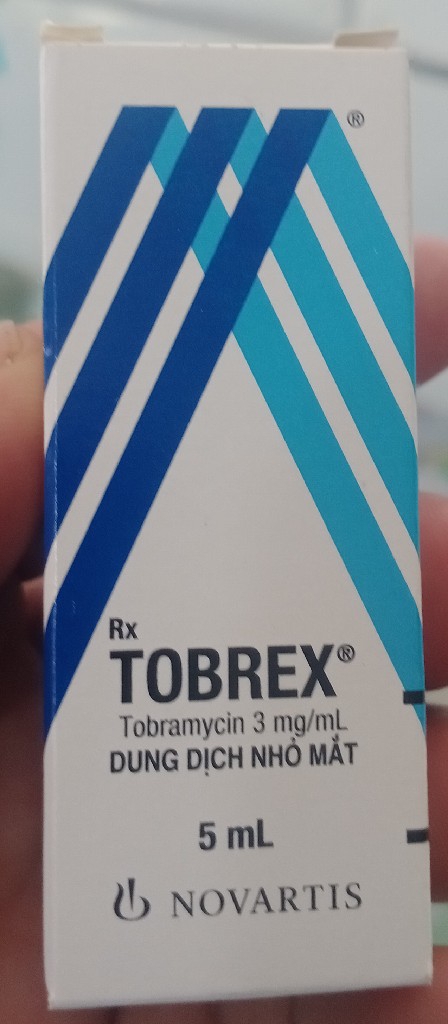 ®
Rx
TOBREX®
Tobramycin 3 mg/mL
DUNG DỊCH NHỎ MẮT
5 mL
NOVARTIS